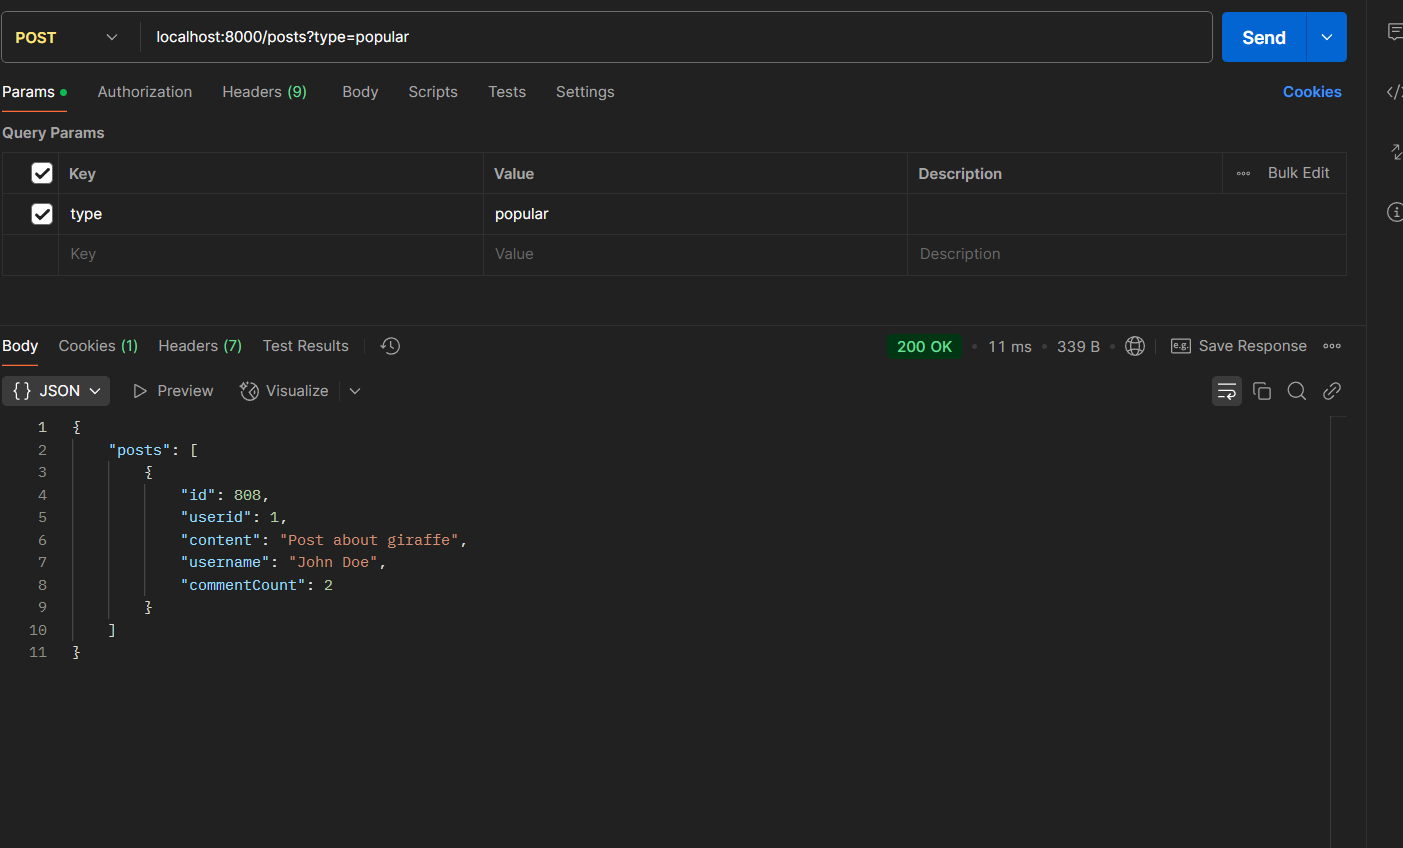 POST localhost:8000/posts?type=popular Send
Params Authorization Headers (9) Body Scripts Tests Settings Cookies
Query Params
Key Value Description Bulk Edit
type popular
Key Value Description
Body Cookies (1) Headers (7) Test Results 200 OK 11 ms 339 B e.g. Save Response
{} JSON Preview Visualize
1 {
2 "posts": [
3 {
4 "id": 808,
5 "userid": 1,
6 "content": "Post about giraffe",
7 "username": "John Doe",
8 "commentCount": 2
9 }
10 ]
11 }